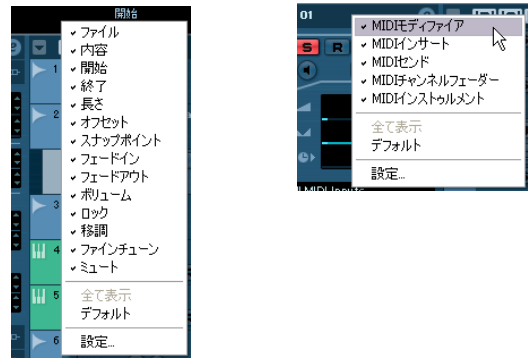 開始
ファイル
内容
開始
終了
長さ
オフセット
スナップポイント
フェードイン
フェードアウト
ボリューム
ロック
移調
ファインチューン
ミュート
全て表示
デフォルト
設定...
1
2
3
4
5
6
01
S R
MIDIモディファイア
MIDIインサート
MIDIセンド
MIDIチャンネルフェーダー
MIDIインストゥルメント
全て表示
デフォルト
設定...